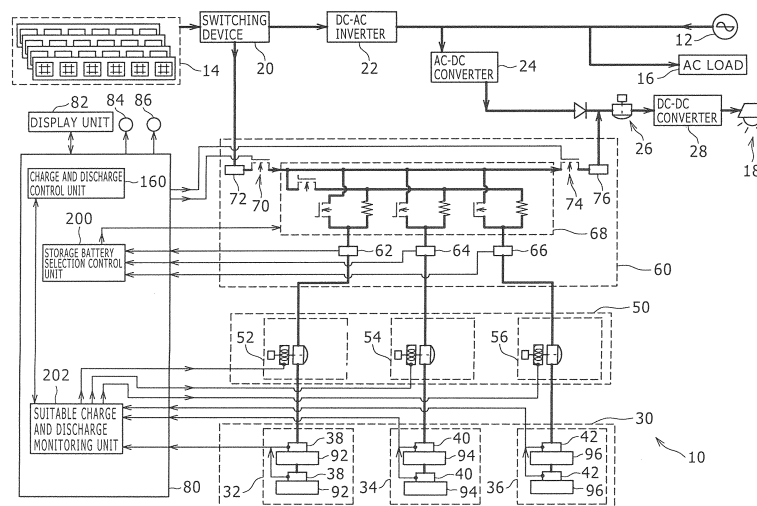 14
SWITCHING
DEVICE
20
DC-AC
INVERTER
22
12
AC-DC
CONVERTER
24
16
AC LOAD
DC-DC
CONVERTER
26
28
18
82
84
86
DISPLAY UNIT
CHARGE AND DISCHARGE
CONTROL UNIT
160
72
70
74
76
200
STORAGE BATTERY
SELECTION CONTROL
UNIT
62
64
66
68
60
50
52
54
56
202
SUITABLE CHARGE
AND DISCHARGE
MONITORING UNIT
30
38
40
42
92
94
96
10
38
40
42
32
34
36
92
94
96
80